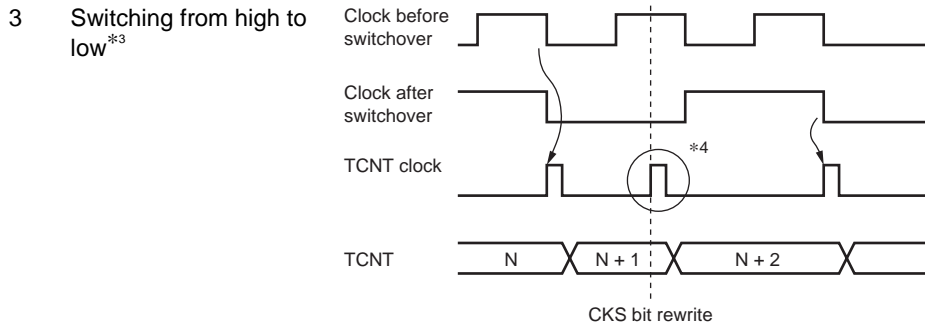 3 Switching from high to
low*3
Clock before
switchover
Clock after
switchover
TCNT clock
*4
TCNT
N
N + 1
N + 2
CKS bit rewrite